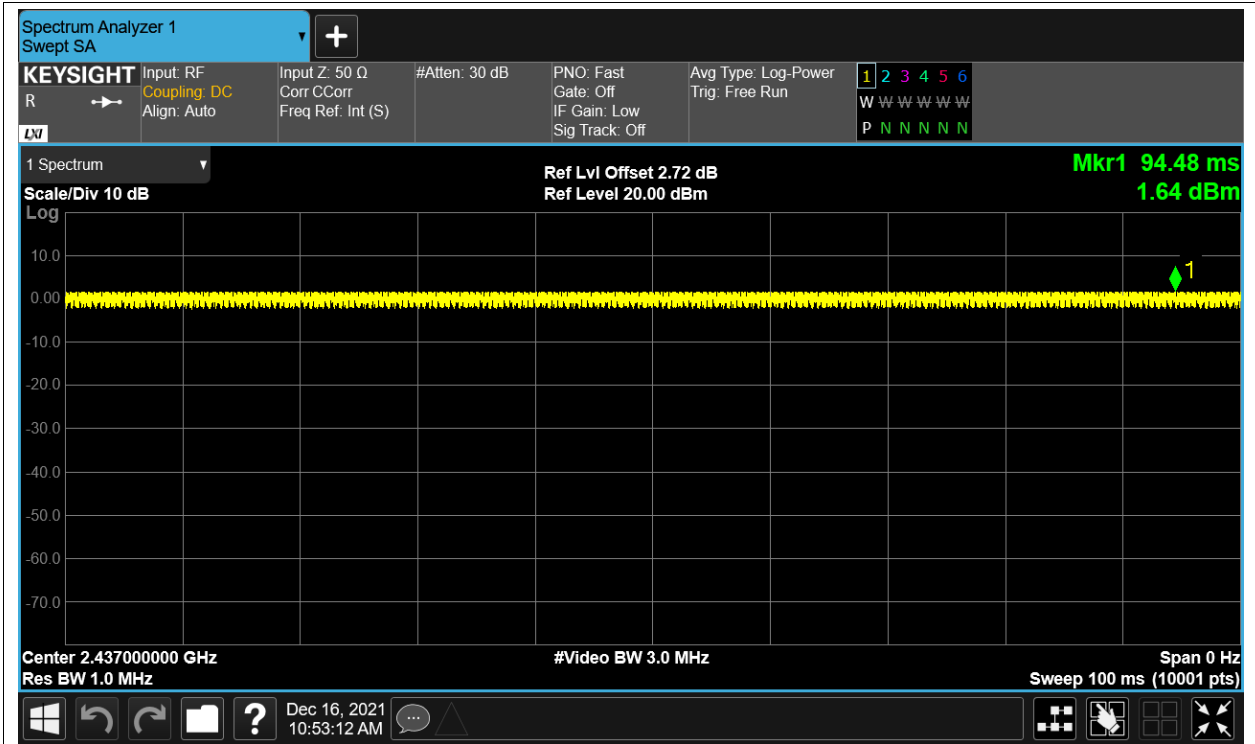 Spectrum Analyzer 1
Swept SA
+
KEYSIGHT
R
LXI
Input: RF
Coupling: DC
Align: Auto
Input Z: 50 Ω
Corr CCorr
Freq Ref: Int (S)
#Atten: 30 dB
PNO: Fast
Gate: Off
IF Gain: Low
Sig Track: Off
Avg Type: Log-Power
Trig: Free Run
1 2 3 4 5 6
W W W W W W
P N N N N N
1 Spectrum
Scale/Div 10 dB
Log
Ref Lvl Offset 2.72 dB
Ref Level 20.00 dBm
Mkr1 94.48 ms
1.64 dBm
1
10.0
0.00
-10.0
-20.0
-30.0
-40.0
-50.0
-60.0
-70.0
Center 2.437000000 GHz
Res BW 1.0 MHz
#Video BW 3.0 MHz
Span 0 Hz
Sweep 100 ms (10001 pts)
?
Dec 16, 2021
10:53:12 AM